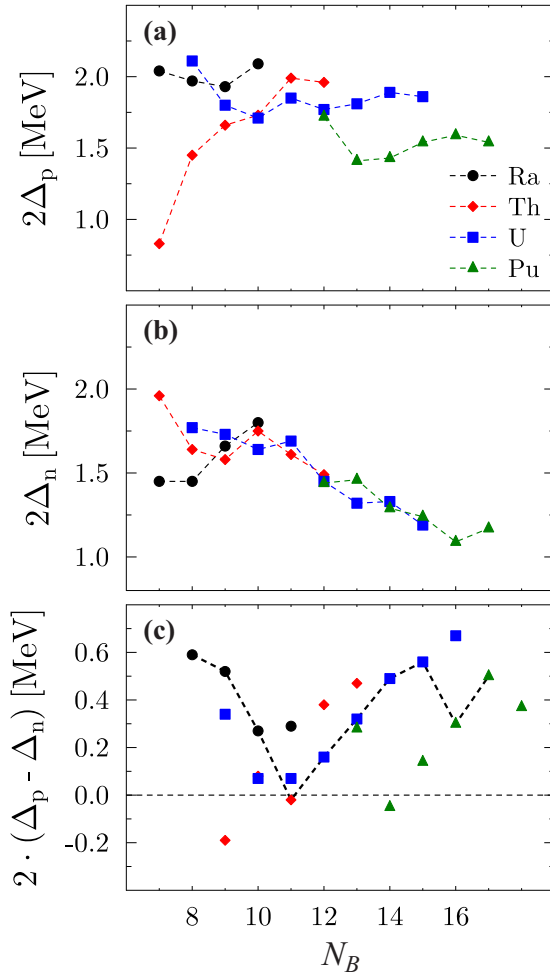 (a)
2.0
1.5
1.0
2Δp [MeV]
Ra
Th
U
Pu
(b)
2.0
1.5
1.0
2Δn [MeV]
(c)
0.6
0.4
0.2
0.0
-0.2
2 · (Δp - Δn) [MeV]
8 10 12 14 16
NB